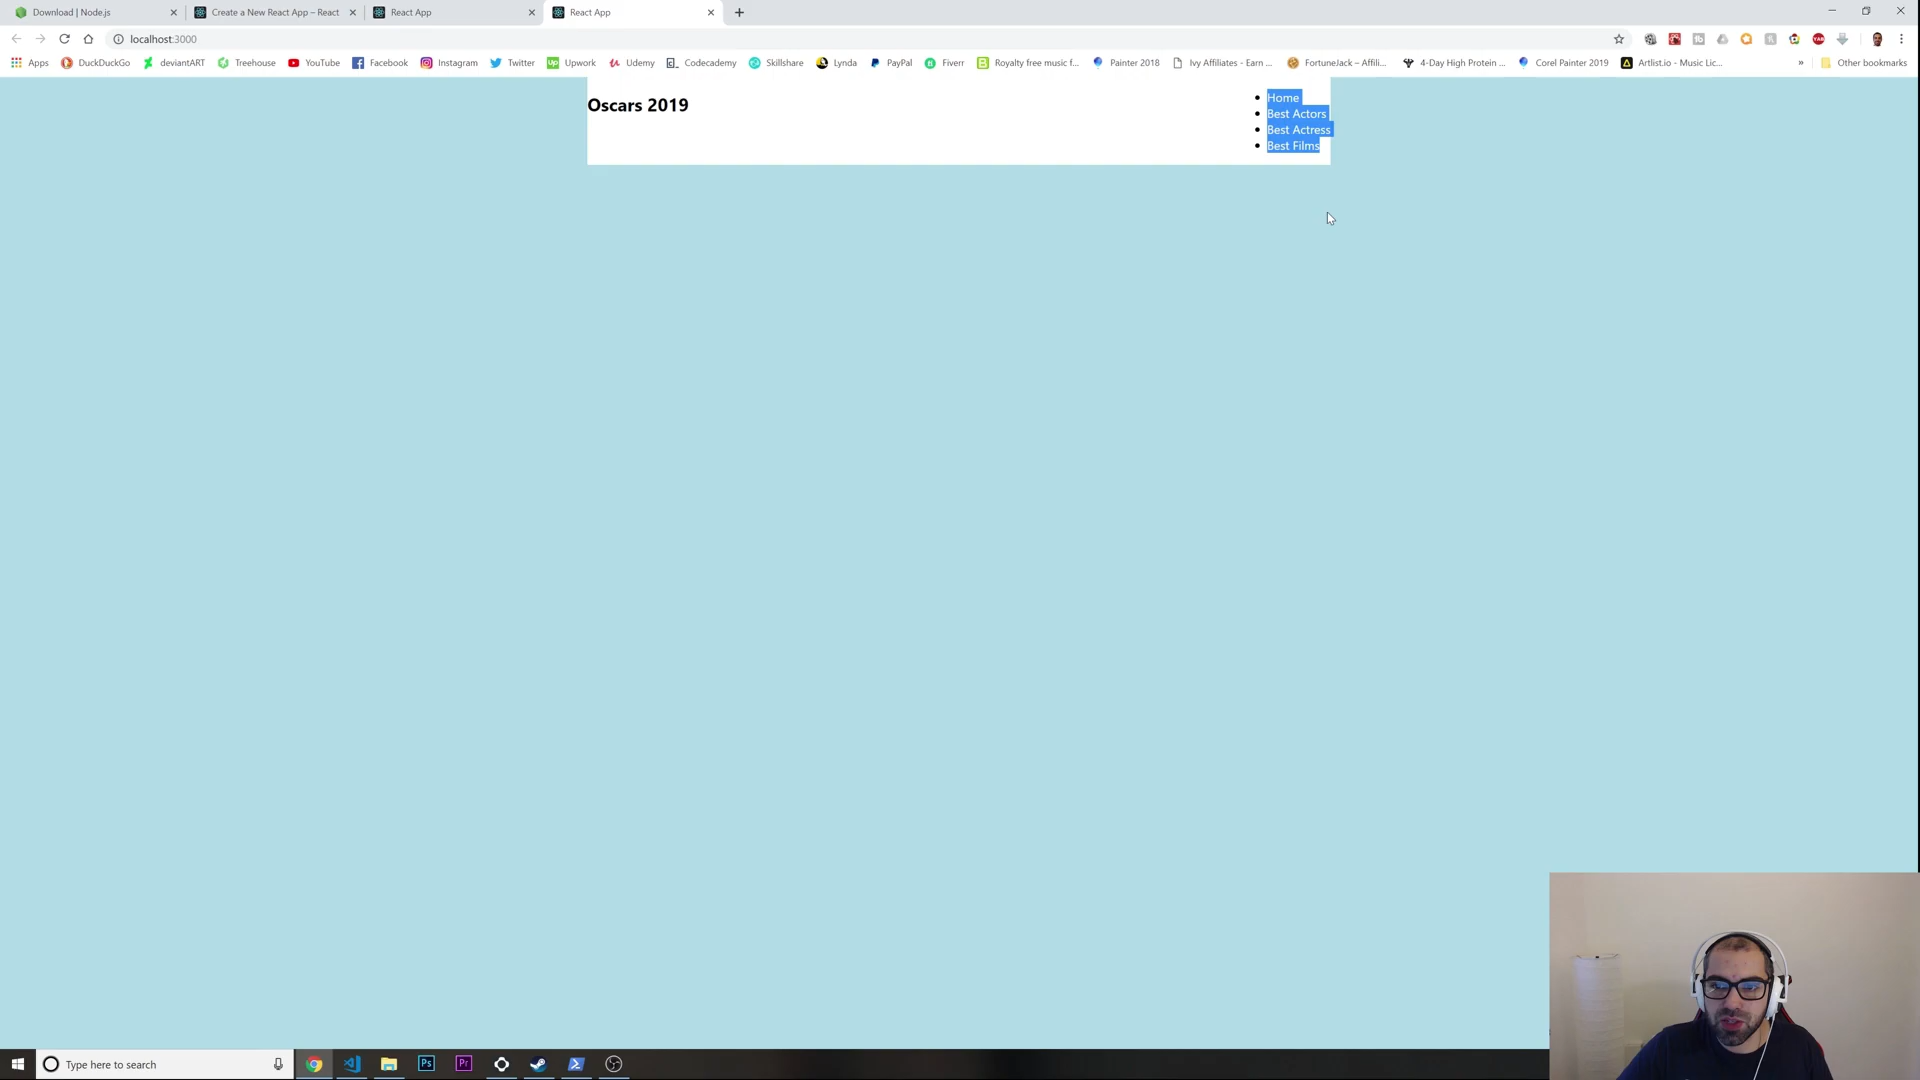 Download | Node.js
Create a New React App – React
React App
React App
localhost:3000
Apps
DuckDuckGo
deviantART
Treehouse
YouTube
Facebook
Instagram
Twitter
Upwork
Udemy
Codecademy
Skillshare
Lynda
PayPal
Fiverr
Royalty free music f...
Painter 2018
Ivy Affiliates - Earn ...
FortuneJack – Affili...
4-Day High Protein ...
Corel Painter 2019
Artlist.io - Music Lic...
»
Other bookmarks
Oscars 2019
Home
Best Actors
Best Actress
Best Films
Type here to search
Ps
Pr